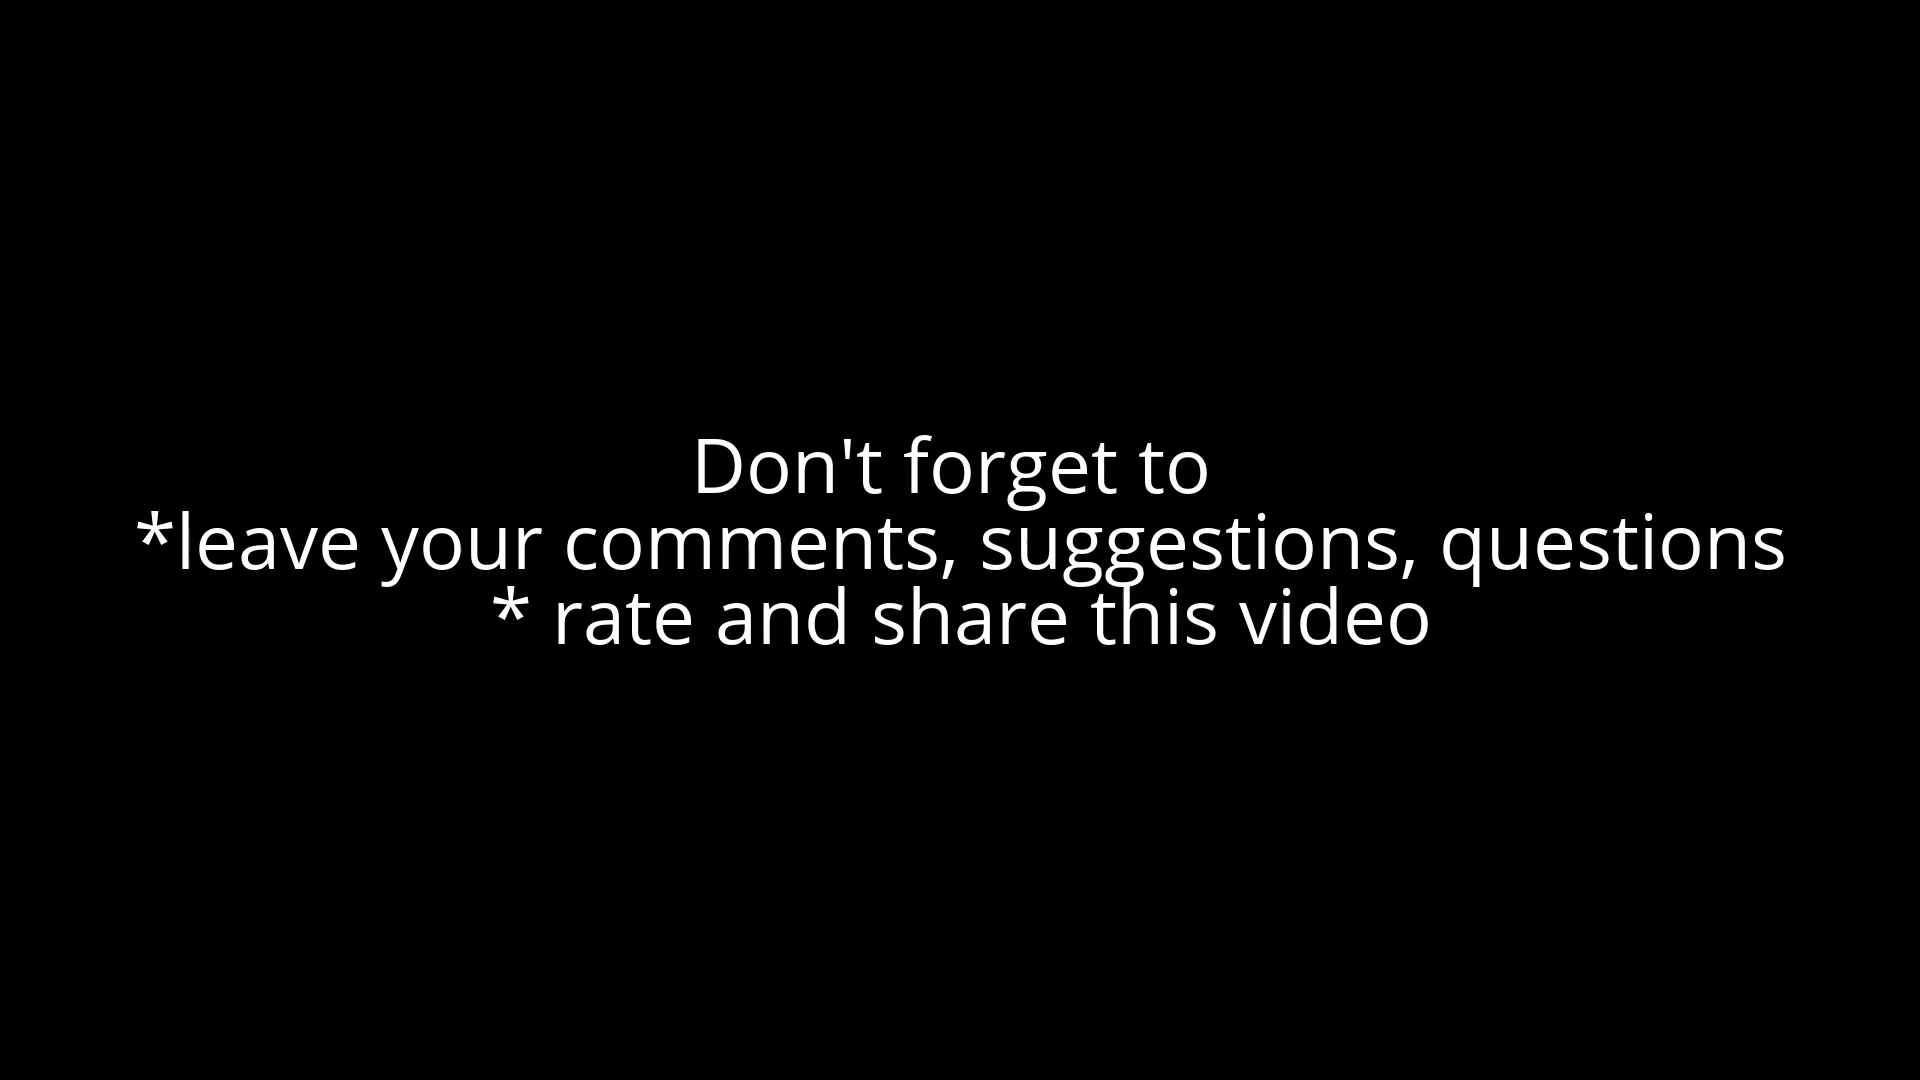 Don't forget to
*leave your comments, suggestions, questions
* rate and share this video